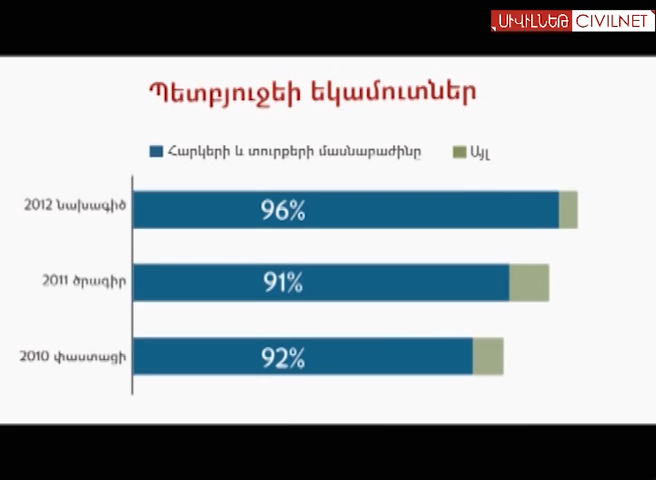 ՍԻՎԻԼՆԵԹ CIVILNET
Պետբյուջեի եկամուտներ
Հարկերի և տուրքերի մասնաբաժինը Այլ
2012 նախագիծ 96%
2011 ծրագիր 91%
2010 փաստացի 92%